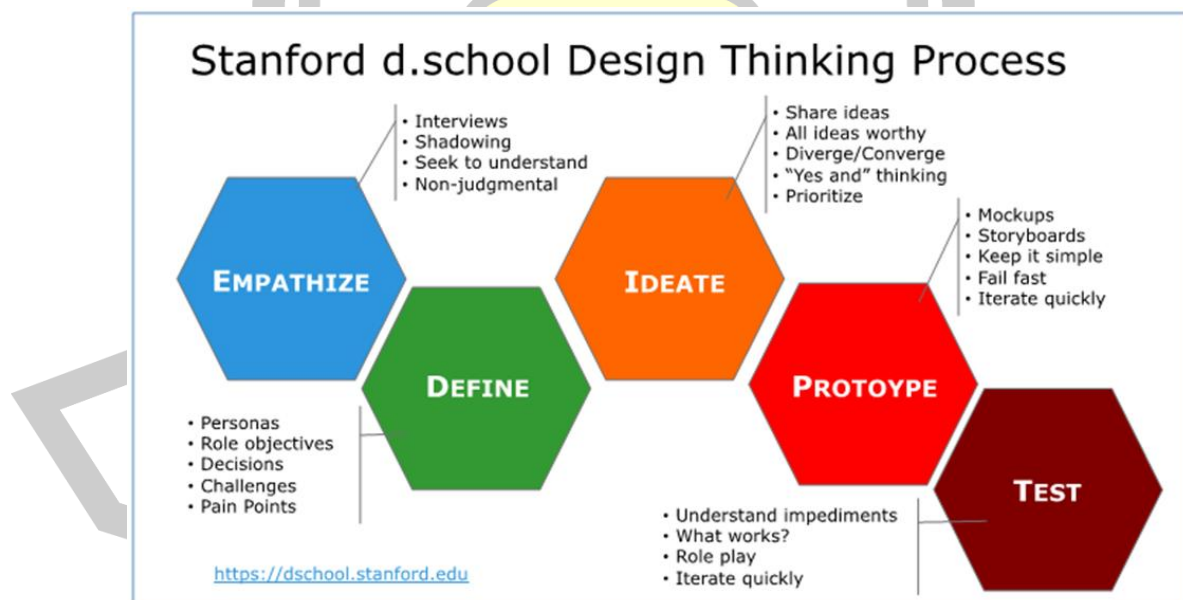 Stanford d.school Design Thinking Process
• Interviews
• Shadowing
• Seek to understand
• Non-judgmental
EMPATHIZE
• Personas
• Role objectives
• Decisions
• Challenges
• Pain Points
DEFINE
• Share ideas
• All ideas worthy
• Diverge/Converge
• “Yes and” thinking
• Prioritize
IDEATE
• Mockups
• Storyboards
• Keep it simple
• Fail fast
• Iterate quickly
PROTOYPE
• Understand impediments
• What works?
• Role play
• Iterate quickly
TEST
https://dschool.stanford.edu